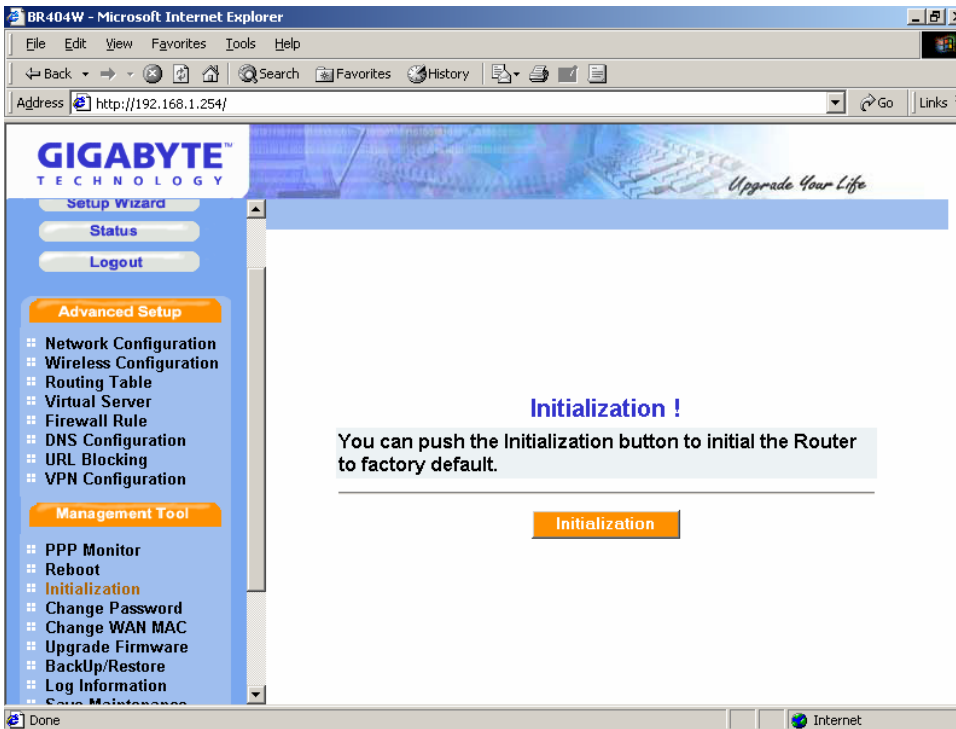 BR404W - Microsoft Internet Explorer
File Edit View Favorites Tools Help
Back Search Favorites History
Address http://192.168.1.254/ Go Links
GIGABYTE™
TECHNOLOGY
Upgrade Your Life
Setup Wizard
Status
Logout
Advanced Setup
Network Configuration
Wireless Configuration
Routing Table
Virtual Server
Firewall Rule
DNS Configuration
URL Blocking
VPN Configuration
Management Tool
PPP Monitor
Reboot
Initialization
Change Password
Change WAN MAC
Upgrade Firmware
BackUp/Restore
Log Information
Save Maintenance
Initialization !
You can push the Initialization button to initial the Router
to factory default.
Initialization
Done Internet